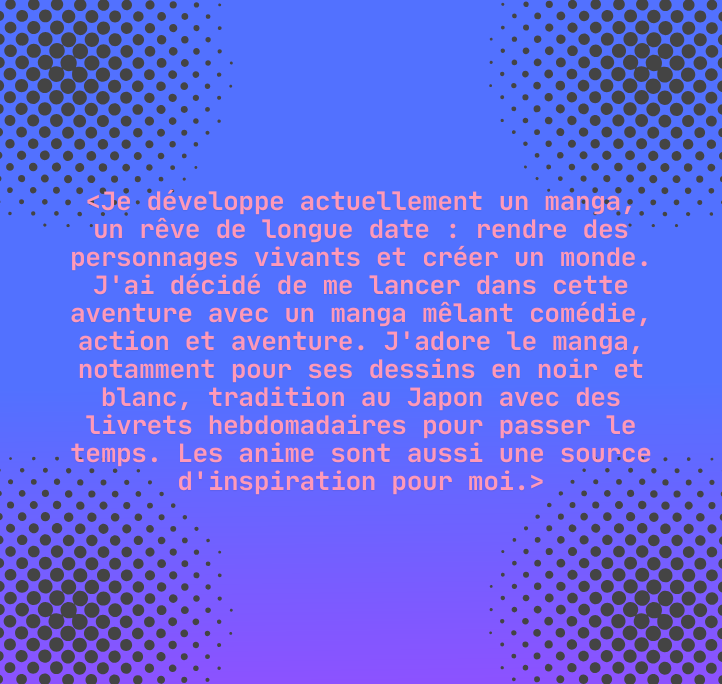 <Je développe actuellement un manga,
un rêve de longue date : rendre des
personnages vivants et créer un monde.
J'ai décidé de me lancer dans cette
aventure avec un manga mêlant comédie,
action et aventure. J'adore le manga,
notamment pour ses dessins en noir et
blanc, tradition au Japon avec des
livrets hebdomadaires pour passer le
temps. Les anime sont aussi une source
d'inspiration pour moi.>